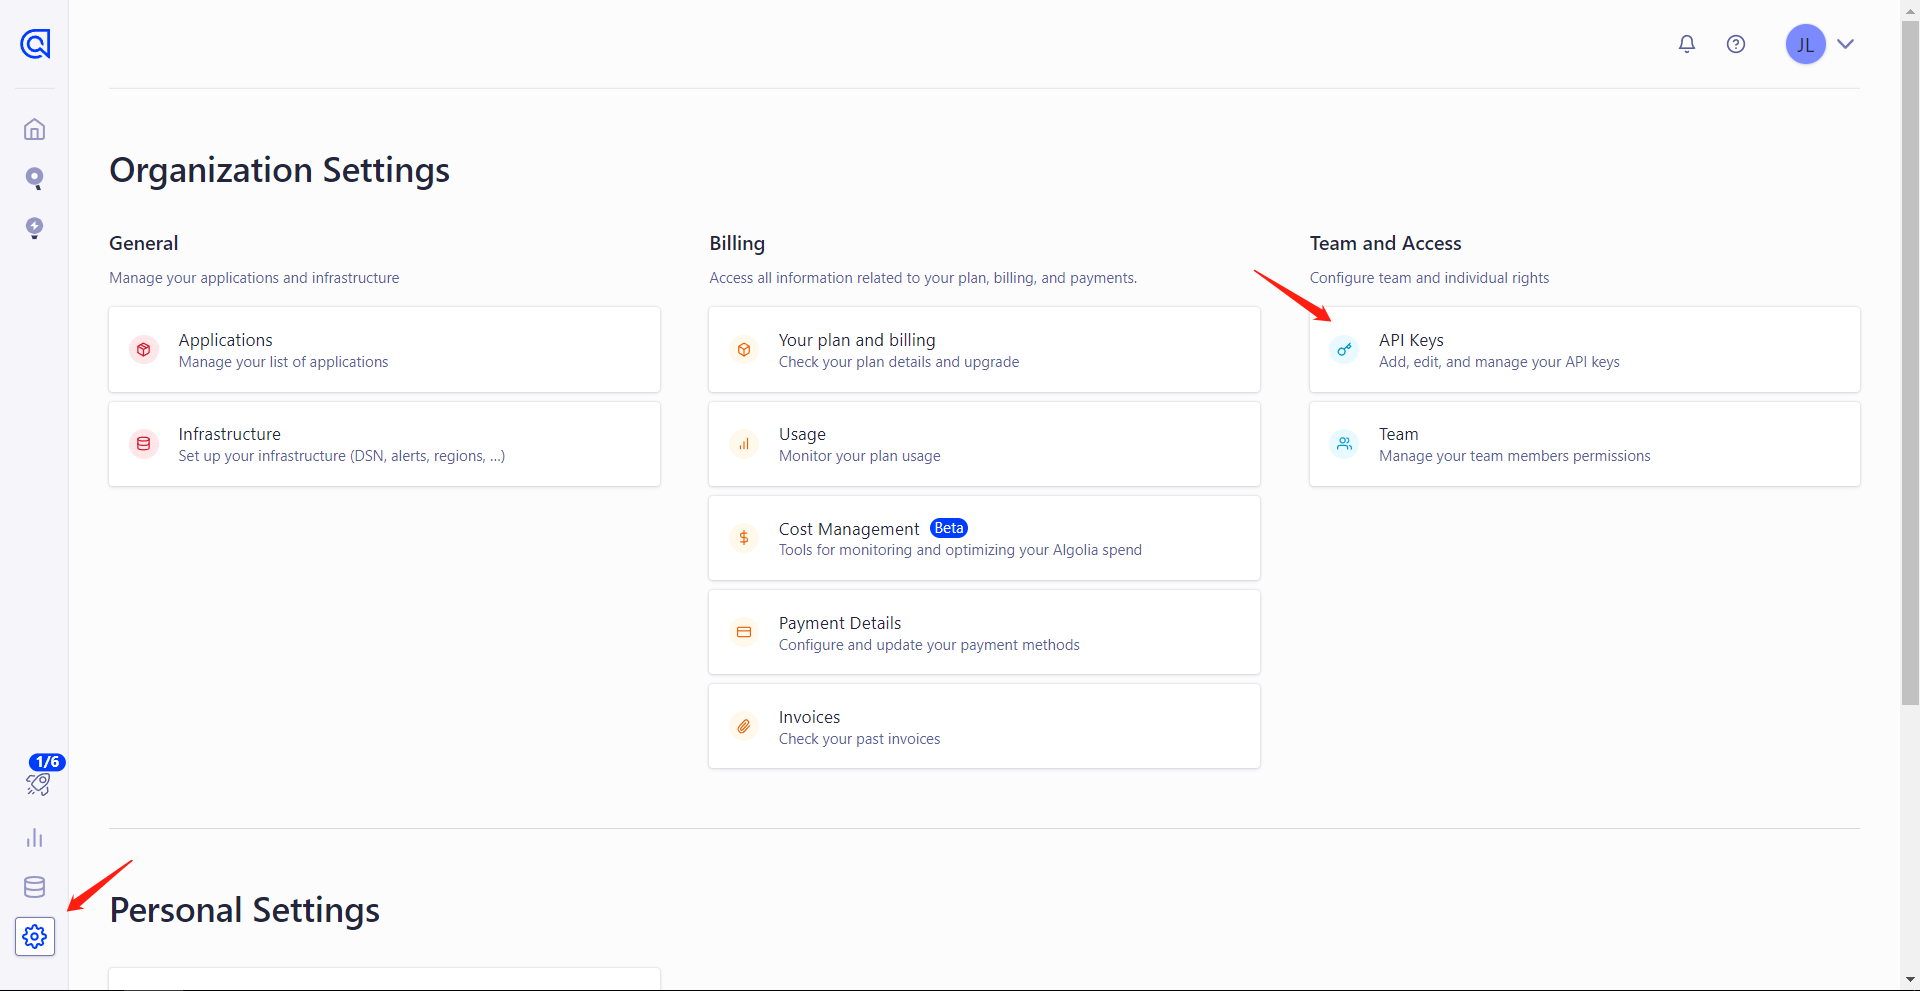 JL
Organization Settings
General
Manage your applications and infrastructure
Applications
Manage your list of applications
Infrastructure
Set up your infrastructure (DSN, alerts, regions, ...)
Billing
Access all information related to your plan, billing, and payments.
Your plan and billing
Check your plan details and upgrade
Usage
Monitor your plan usage
Cost Management Beta
Tools for monitoring and optimizing your Algolia spend
Payment Details
Configure and update your payment methods
Invoices
Check your past invoices
Team and Access
Configure team and individual rights
API Keys
Add, edit, and manage your API keys
Team
Manage your team members permissions
1/6
Personal Settings